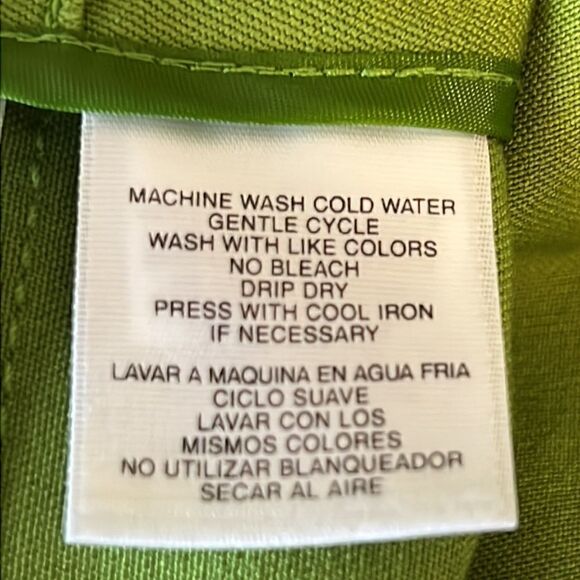 MACHINE WASH COLD WATER
GENTLE CYCLE
WASH WITH LIKE COLORS
NO BLEACH
DRIP DRY
PRESS WITH COOL IRON
IF NECESSARY
LAVAR A MAQUINA EN AGUA FRIA
CICLO SUAVE
LAVAR CON LOS
MISMOS COLORES
NO UTILIZAR BLANQUEADOR
SECAR AL AIRE